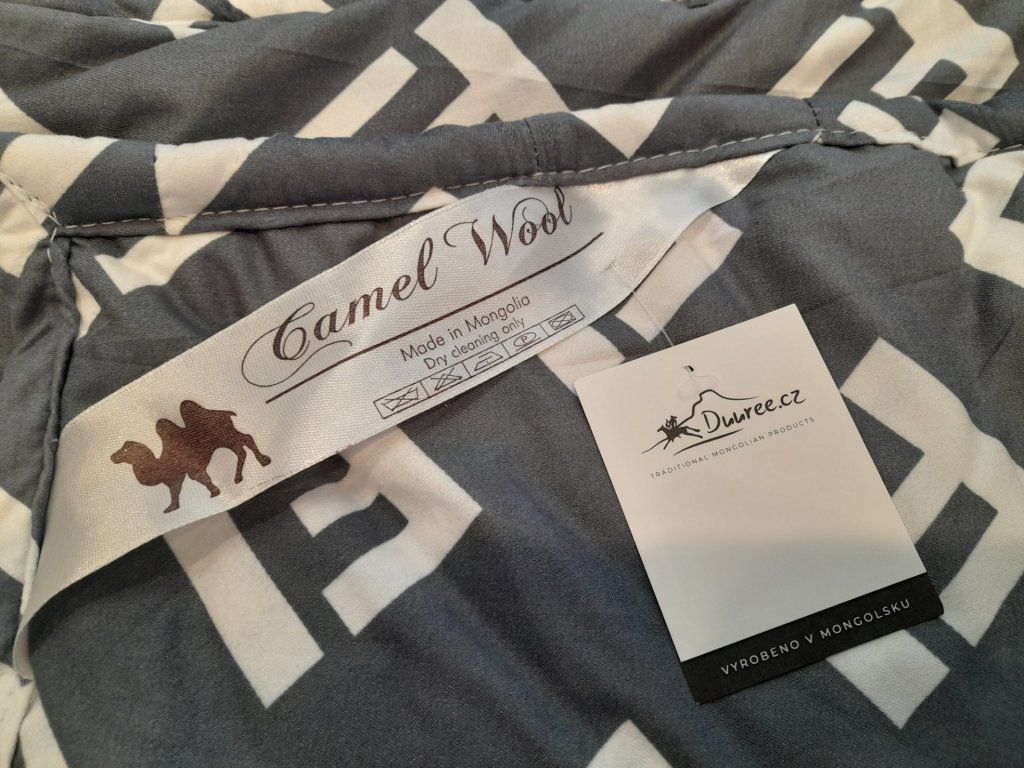 Camel Wool
Made in Mongolia
Dry cleaning only
P
Duuree.cz
TRADITIONAL MONGOLIAN PRODUCTS
VYROBENO V MONGOLSKU